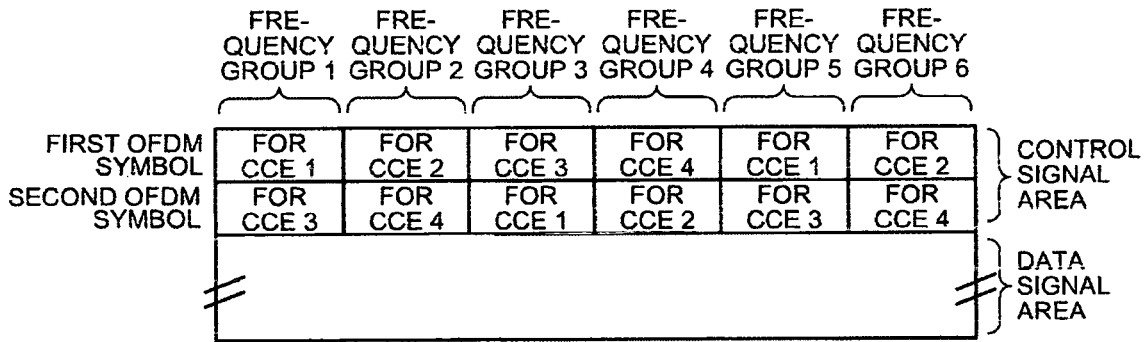 FRE-
QUENCY
GROUP 1
FRE-
QUENCY
GROUP 2
FRE-
QUENCY
GROUP 3
FRE-
QUENCY
GROUP 4
FRE-
QUENCY
GROUP 5
FRE-
QUENCY
GROUP 6
FIRST OFDM
SYMBOL
FOR
CCE 1
FOR
CCE 2
FOR
CCE 3
FOR
CCE 4
FOR
CCE 1
FOR
CCE 2
CONTROL
SIGNAL
AREA
SECOND OFDM
SYMBOL
FOR
CCE 3
FOR
CCE 4
FOR
CCE 1
FOR
CCE 2
FOR
CCE 3
FOR
CCE 4
DATA
SIGNAL
AREA